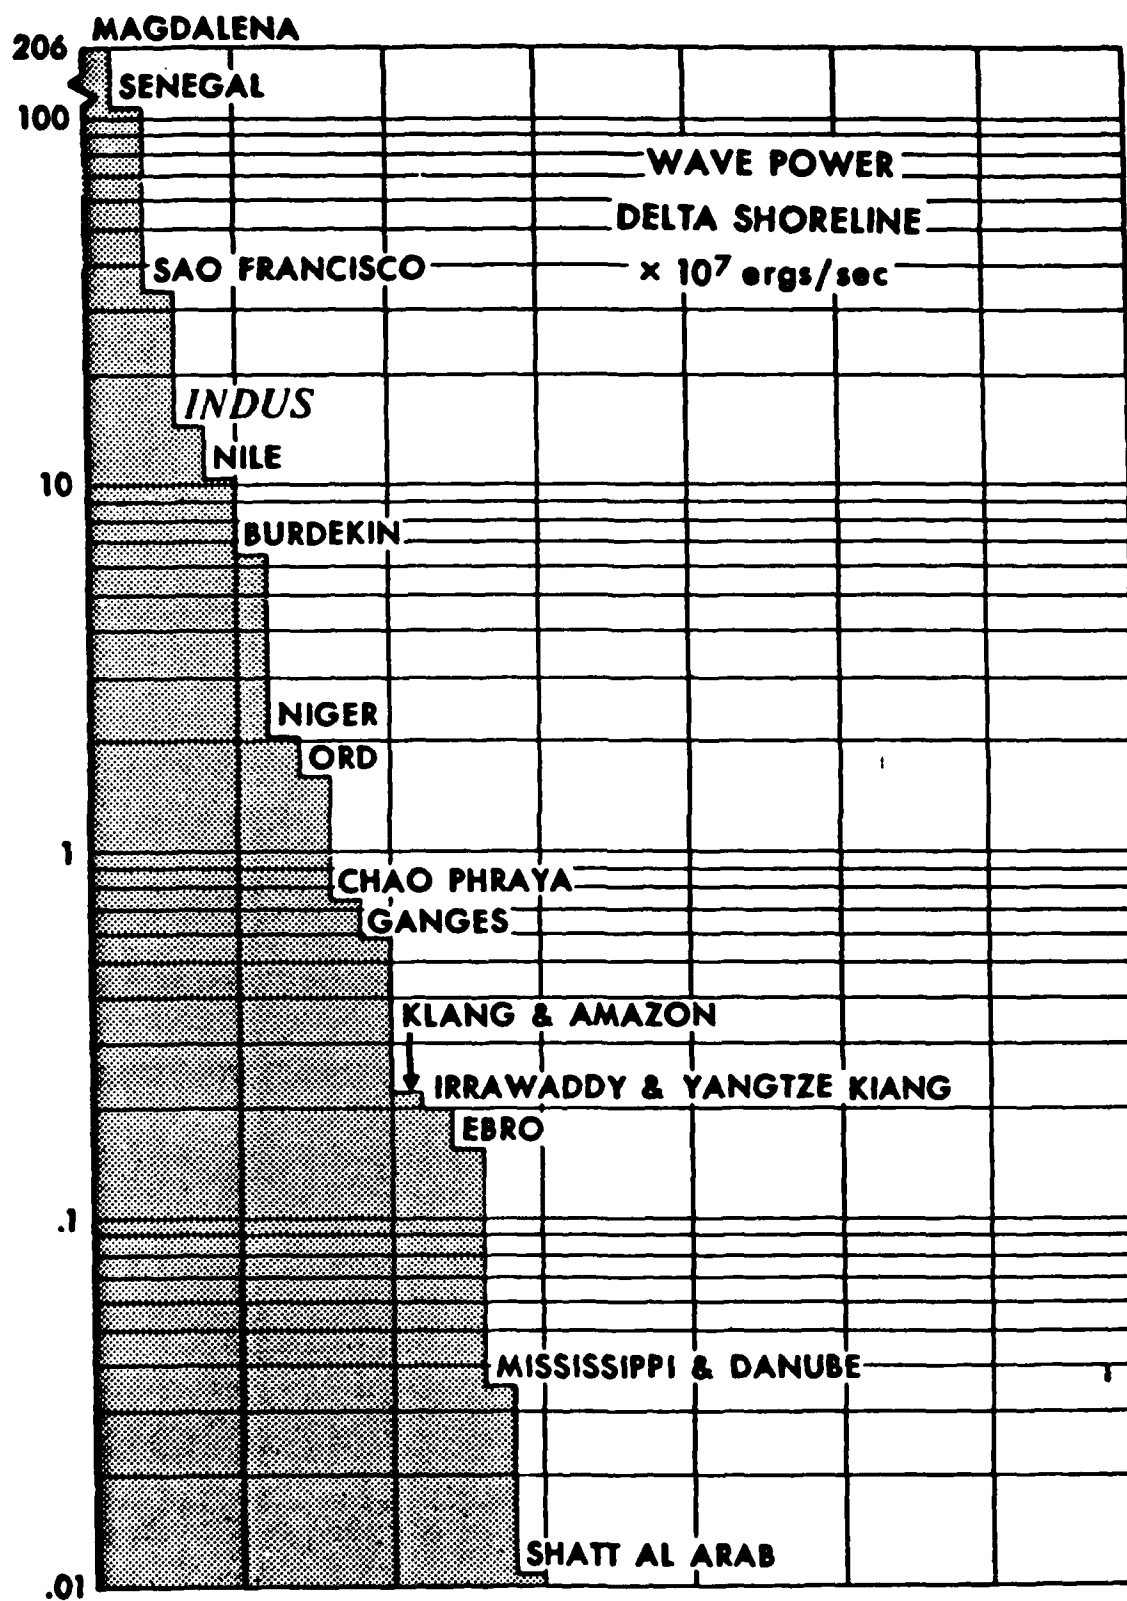 MAGDALENA
206
SENEGAL
100
WAVE POWER
DELTA SHORELINE
SAO FRANCISCO
× 10⁷ ergs/sec
INDUS
NILE
10
BURDEKIN
NIGER
ORD
1
CHAO PHRAYA
GANGES
KLANG & AMAZON
IRRAWADDY & YANGTZE KIANG
EBRO
.1
MISSISSIPPI & DANUBE
SHATT AL ARAB
.01